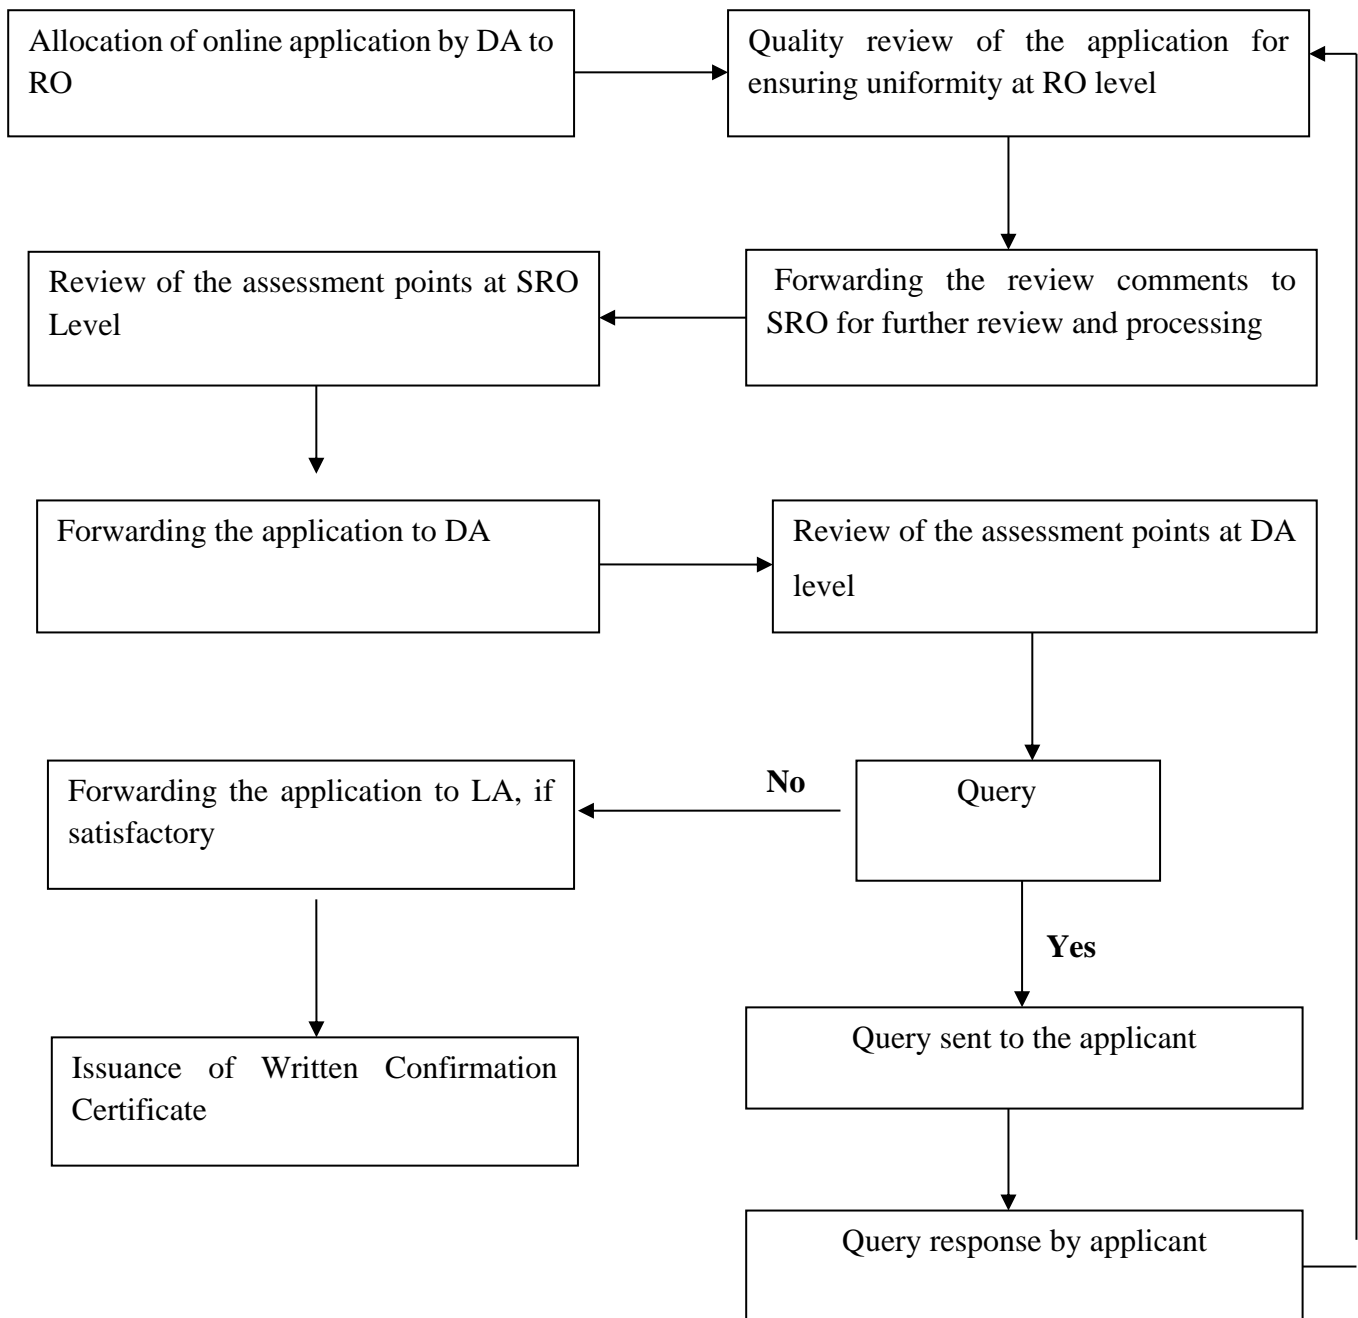 Allocation of online application by DA to
RO
Quality review of the application for
ensuring uniformity at RO level
Forwarding the review comments to
SRO for further review and processing
Review of the assessment points at SRO
Level
Forwarding the application to DA
Review of the assessment points at DA
level
Query
No
Forwarding the application to LA, if
satisfactory
Yes
Issuance of Written Confirmation
Certificate
Query sent to the applicant
Query response by applicant